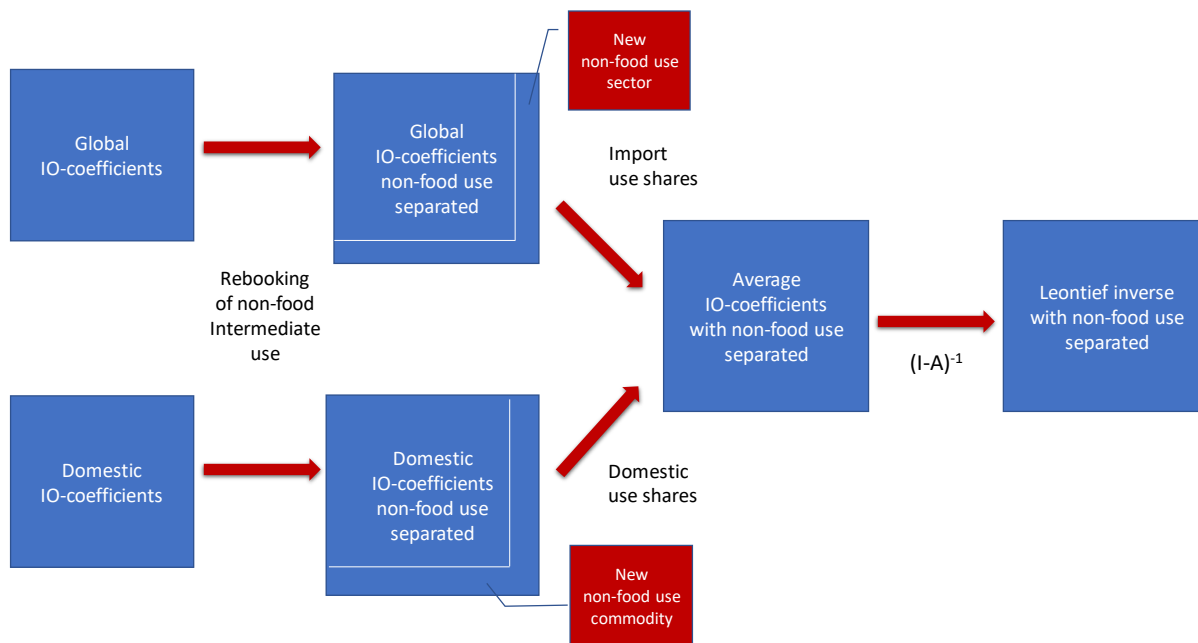 New
non-food use
sector
Global
IO-coefficients
Global
IO-coefficients
non-food use
separated
Import
use shares
Rebooking
of non-food
Intermediate
use
Average
IO-coefficients
with non-food use
separated
Leontief inverse
with non-food use
separated
(I-A)⁻¹
Domestic
IO-coefficients
Domestic
IO-coefficients
non-food use
separated
Domestic
use shares
New
non-food use
commodity